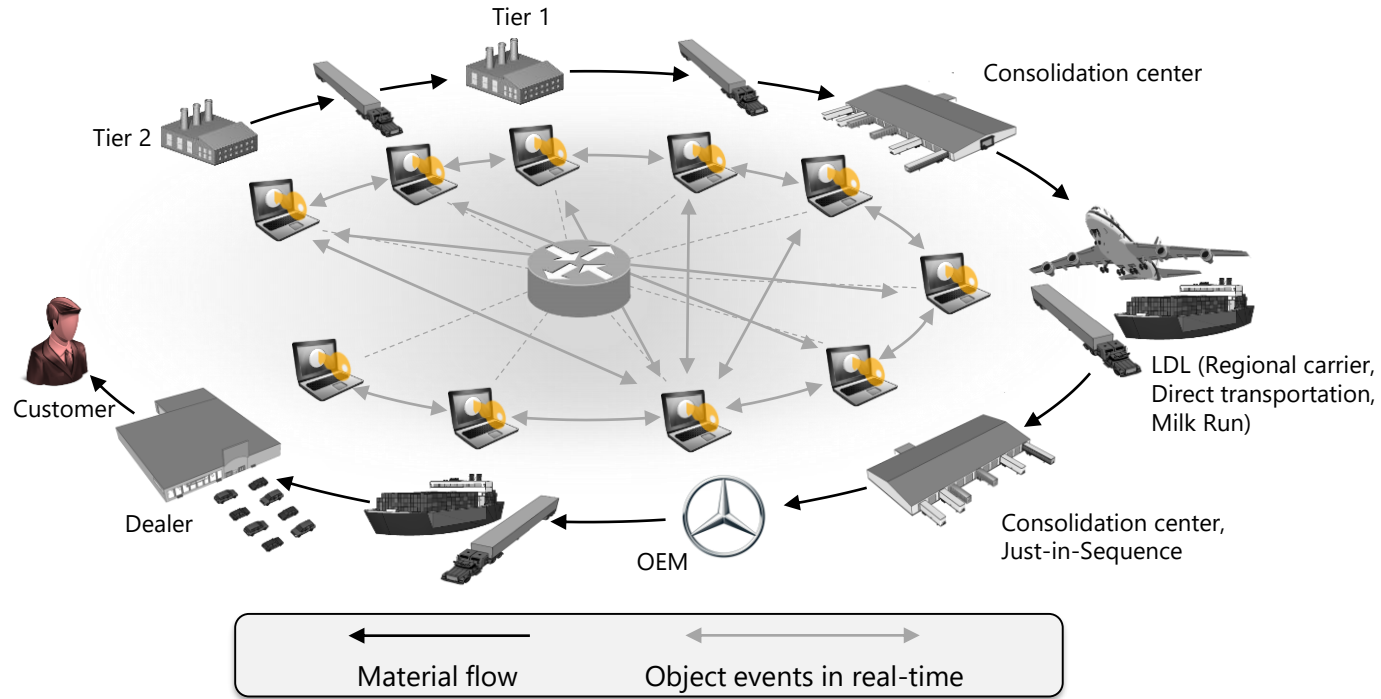 Tier 1
Consolidation center
Tier 2
LDL (Regional carrier,
Direct transportation,
Milk Run)
Customer
Dealer
OEM
Consolidation center,
Just-in-Sequence
Material flow
Object events in real-time